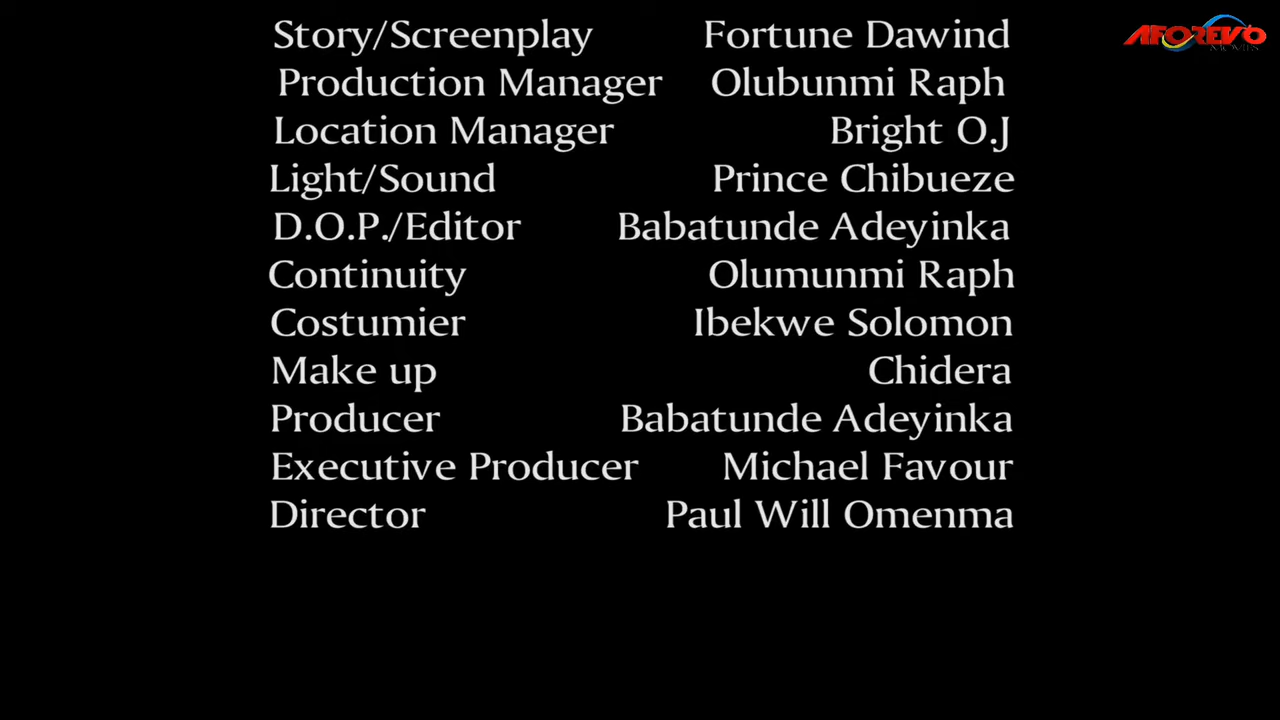 Story/Screenplay Fortune Dawind
Production Manager Olubunmi Raph
Location Manager Bright O.J
Light/Sound Prince Chibueze
D.O.P./Editor Babatunde Adeyinka
Continuity Olumunmi Raph
Costumier Ibekwe Solomon
Make up Chidera
Producer Babatunde Adeyinka
Executive Producer Michael Favour
Director Paul Will Omenma
AFOREVO
MOVIES